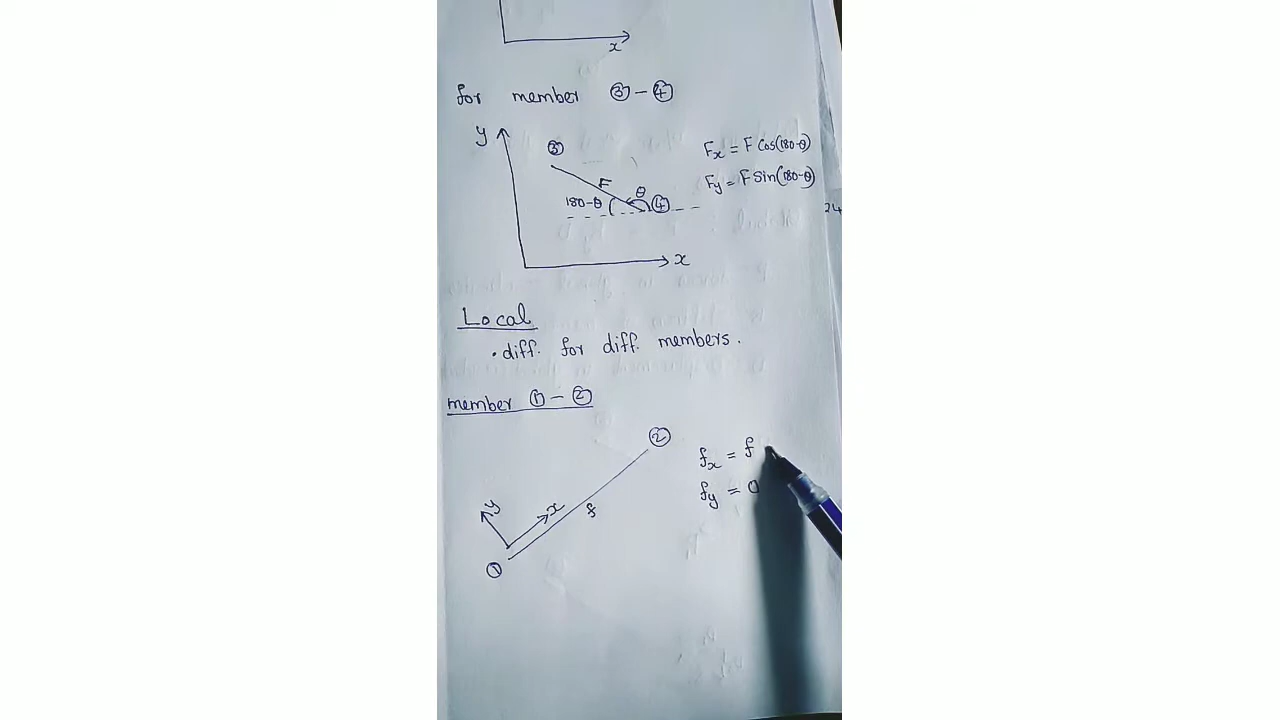 x
for member ③-④
y
③
Fx = F Cos(180-θ)
F θ
180-θ ④
Fy = F Sin(180-θ)
24
x
Local
• diff. for diff. members.
member ①-②
②
fx = f
fy = 0
y x
f
①